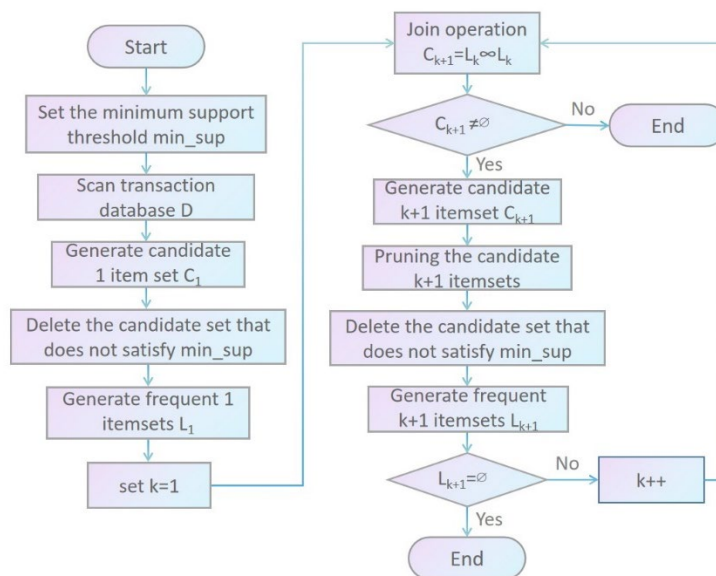 Start
Set the minimum support
threshold min_sup
Scan transaction
database D
Generate candidate
1 item set C₁
Delete the candidate set that
does not satisfy min_sup
Generate frequent 1
itemsets L₁
set k=1
Join operation
Cₖ₊₁=Lₖ∞Lₖ
Cₖ₊₁≠∅
No
End
Yes
Generate candidate
k+1 itemset Cₖ₊₁
Pruning the candidate
k+1 itemsets
Delete the candidate set that
does not satisfy min_sup
Generate frequent
k+1 itemsets Lₖ₊₁
Lₖ₊₁=∅
No
k++
Yes
End